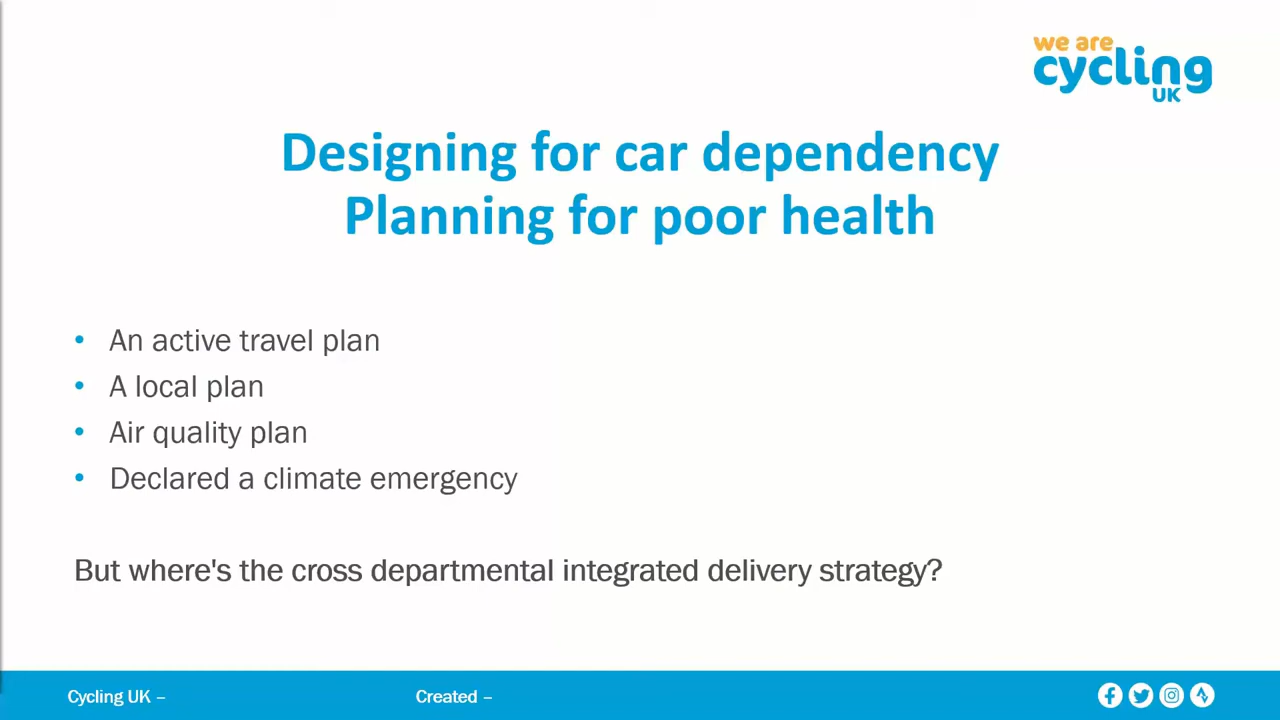 we are
cycling
UK
Designing for car dependency
Planning for poor health
• An active travel plan
• A local plan
• Air quality plan
• Declared a climate emergency
But where's the cross departmental integrated delivery strategy?
Cycling UK – Created –